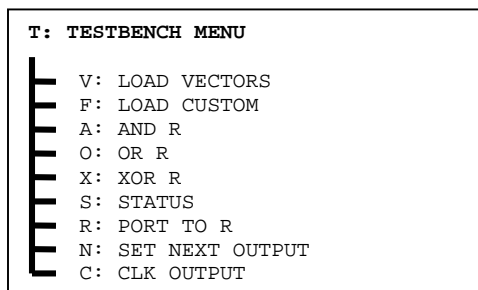 T: TESTBENCH MENU
V: LOAD VECTORS
F: LOAD CUSTOM
A: AND R
O: OR R
X: XOR R
S: STATUS
R: PORT TO R
N: SET NEXT OUTPUT
C: CLK OUTPUT